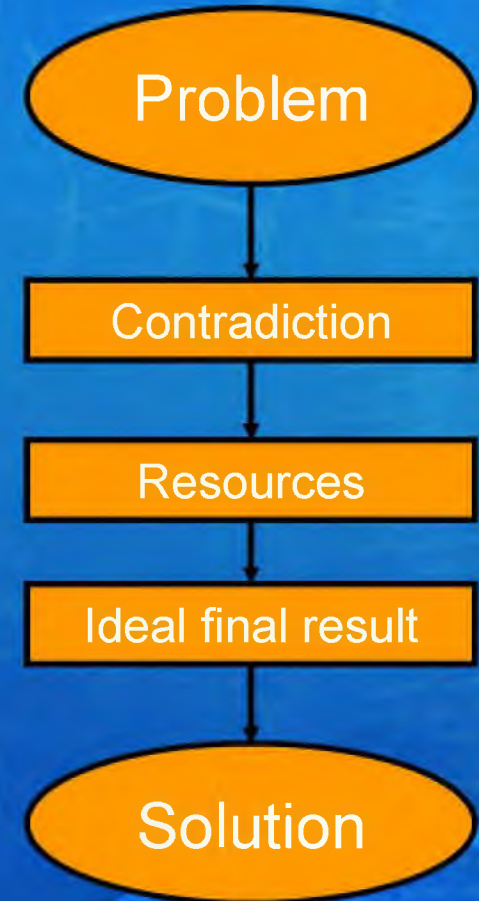 Problem
Contradiction
Resources
Ideal final result
Solution